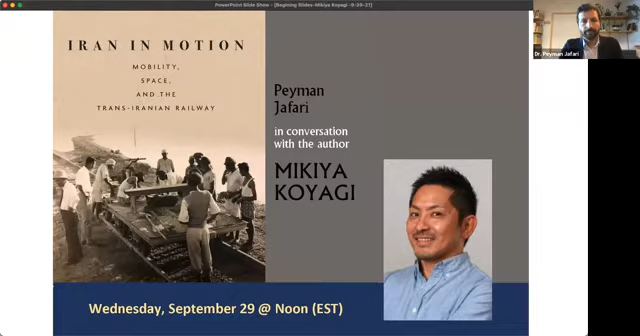 PowerPoint Slide Show - [Begining Slides-Mikiya Koyagi -9-29-21]
IRAN IN MOTION
MOBILITY,
SPACE,
AND THE
TRANS-IRANIAN RAILWAY
Peyman
Jafari
in conversation
with the author
MIKIYA
KOYAGI
Wednesday, September 29 @ Noon (EST)
Dr. Peyman Jafari